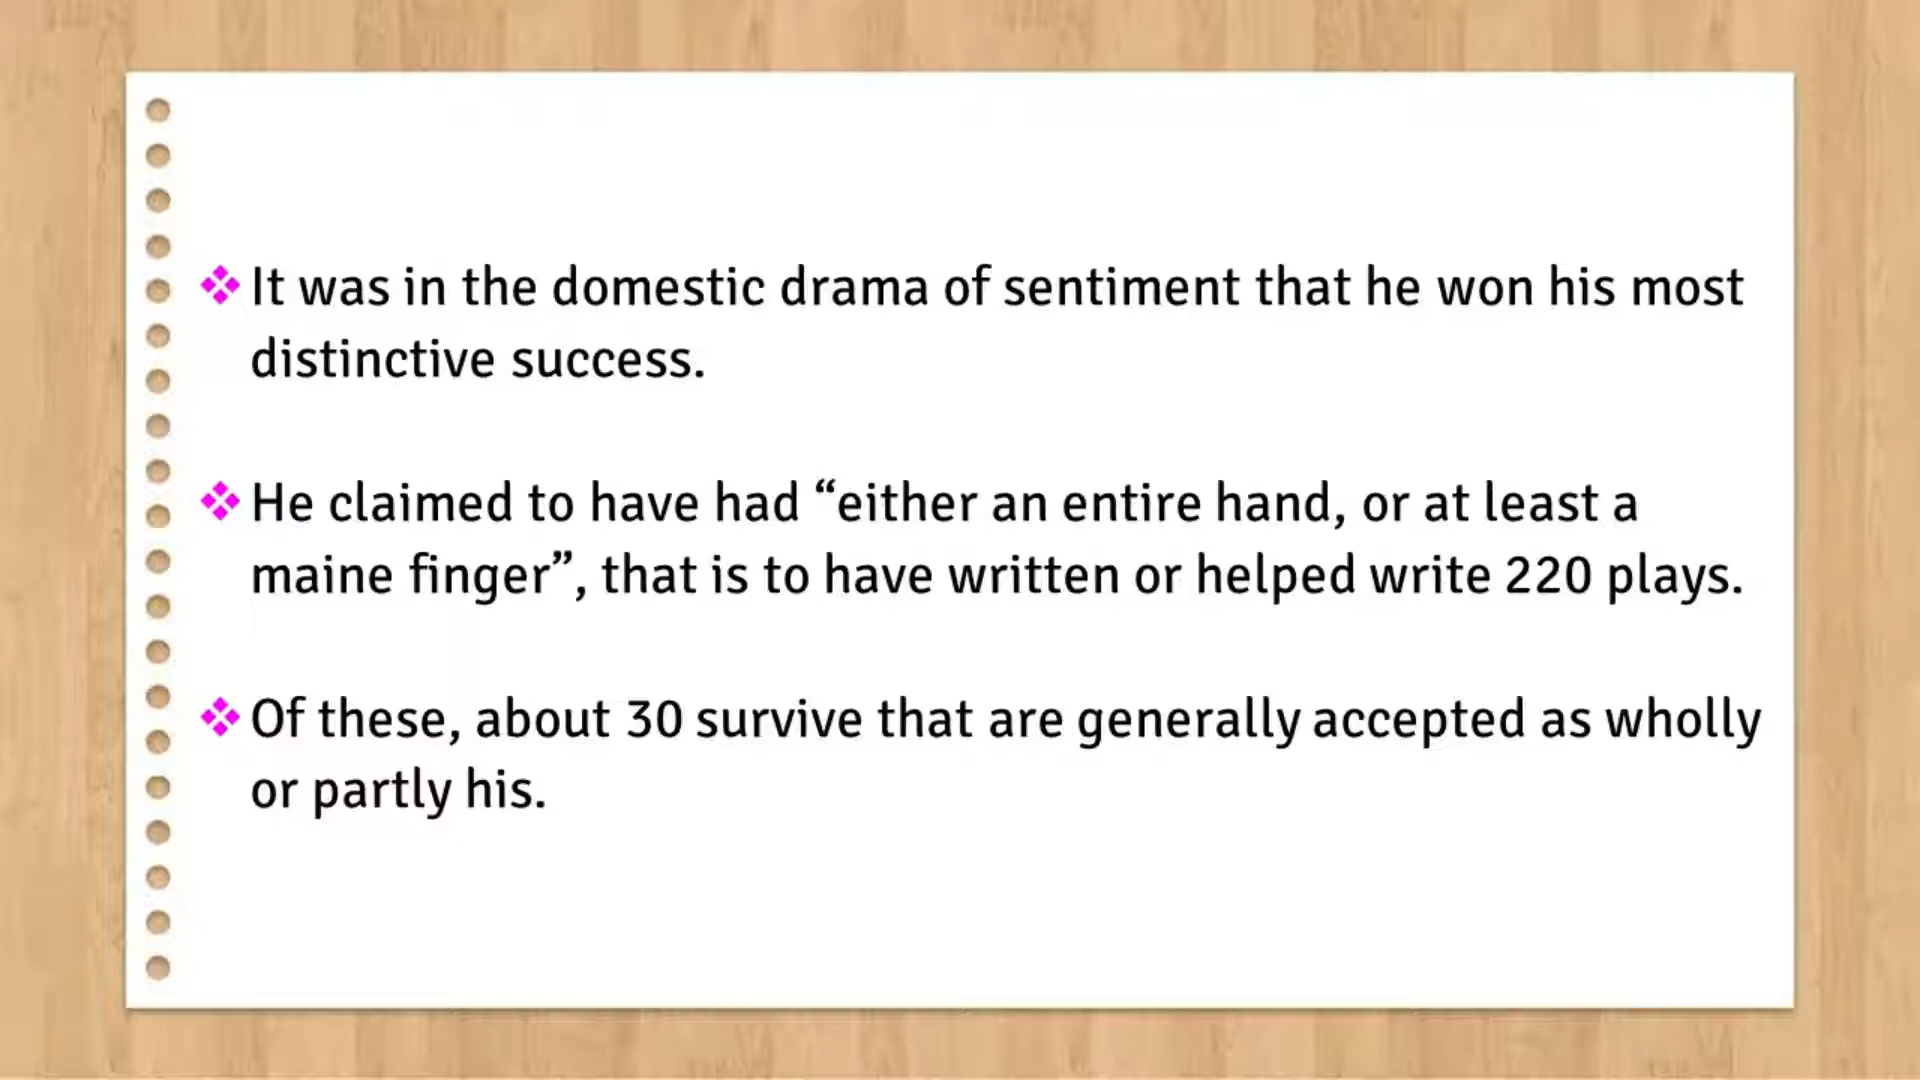 It was in the domestic drama of sentiment that he won his most
distinctive success.
He claimed to have had “either an entire hand, or at least a
maine finger”, that is to have written or helped write 220 plays.
Of these, about 30 survive that are generally accepted as wholly
or partly his.